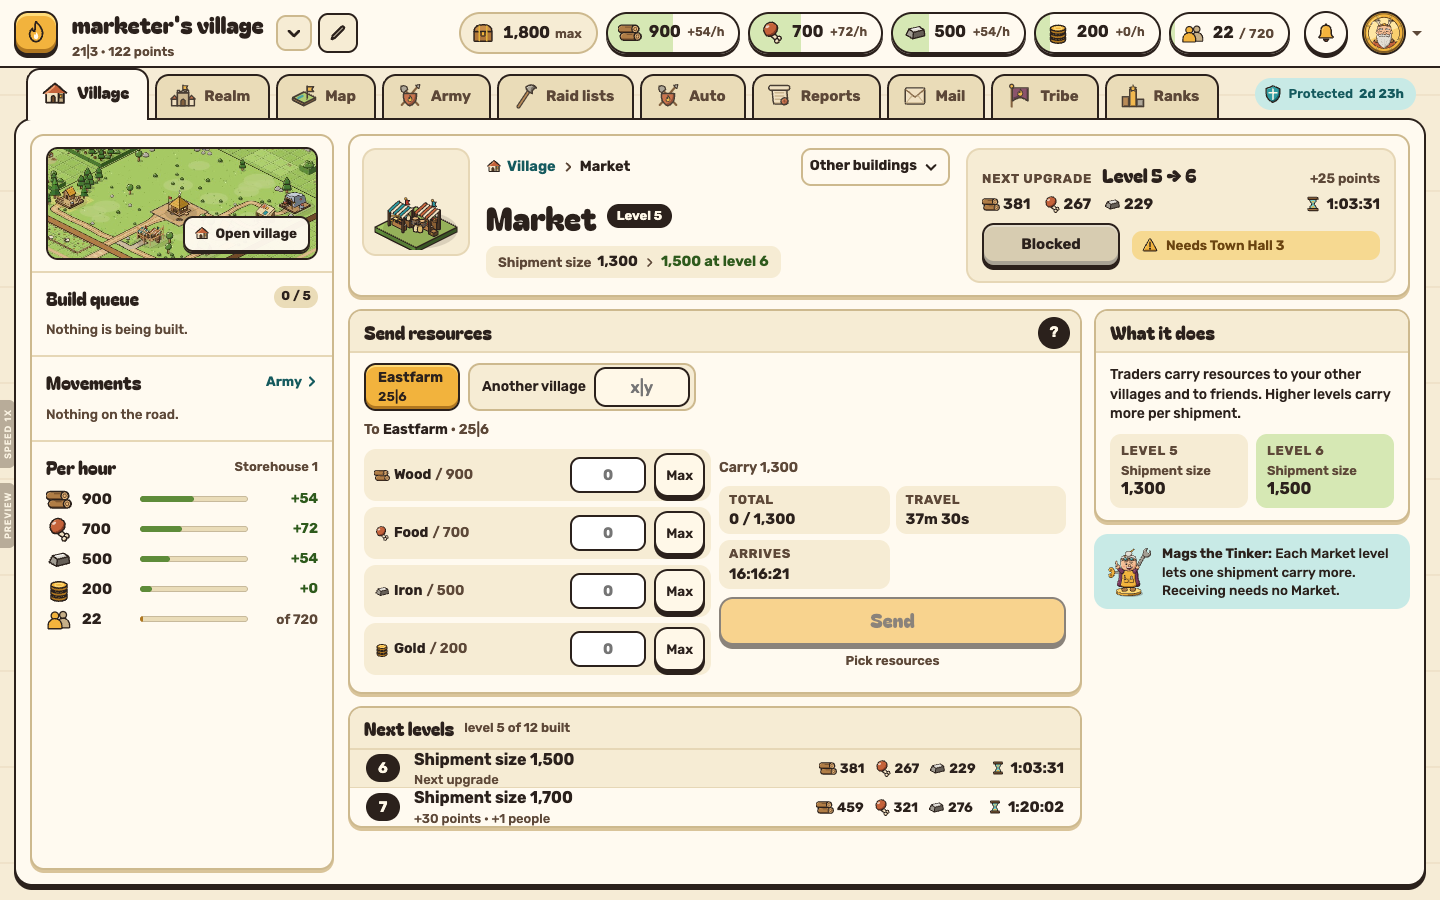 marketer's village
21|3 • 122 points
1,800 max
900 +54/h
700 +72/h
500 +54/h
200 +0/h
22 / 720
Village
Realm
Map
Army
Raid lists
Auto
Reports
Mail
Tribe
Ranks
Protected 2d 23h
SPEED 1X
PREVIEW
Open village
Build queue
0 / 5
Nothing is being built.
Movements
Army >
Nothing on the road.
Per hour
Storehouse 1
900 +54
700 +72
500 +54
200 +0
22 of 720
Village > Market
Other buildings
Market Level 5
Shipment size 1,300 > 1,500 at level 6
NEXT UPGRADE Level 5 → 6 +25 points
381 267 229 1:03:31
Blocked
Needs Town Hall 3
Send resources
?
Eastfarm
25|6
Another village x|y
To Eastfarm • 25|6
Wood / 900 0 Max
Food / 700 0 Max
Iron / 500 0 Max
Gold / 200 0 Max
Carry 1,300
TOTAL
0 / 1,300
TRAVEL
37m 30s
ARRIVES
16:16:21
Send
Pick resources
Next levels level 5 of 12 built
6 Shipment size 1,500
Next upgrade
381 267 229 1:03:31
7 Shipment size 1,700
+30 points • +1 people
459 321 276 1:20:02
What it does
Traders carry resources to your other
villages and to friends. Higher levels carry
more per shipment.
LEVEL 5
Shipment size
1,300
LEVEL 6
Shipment size
1,500
Mags the Tinker: Each Market level
lets one shipment carry more.
Receiving needs no Market.